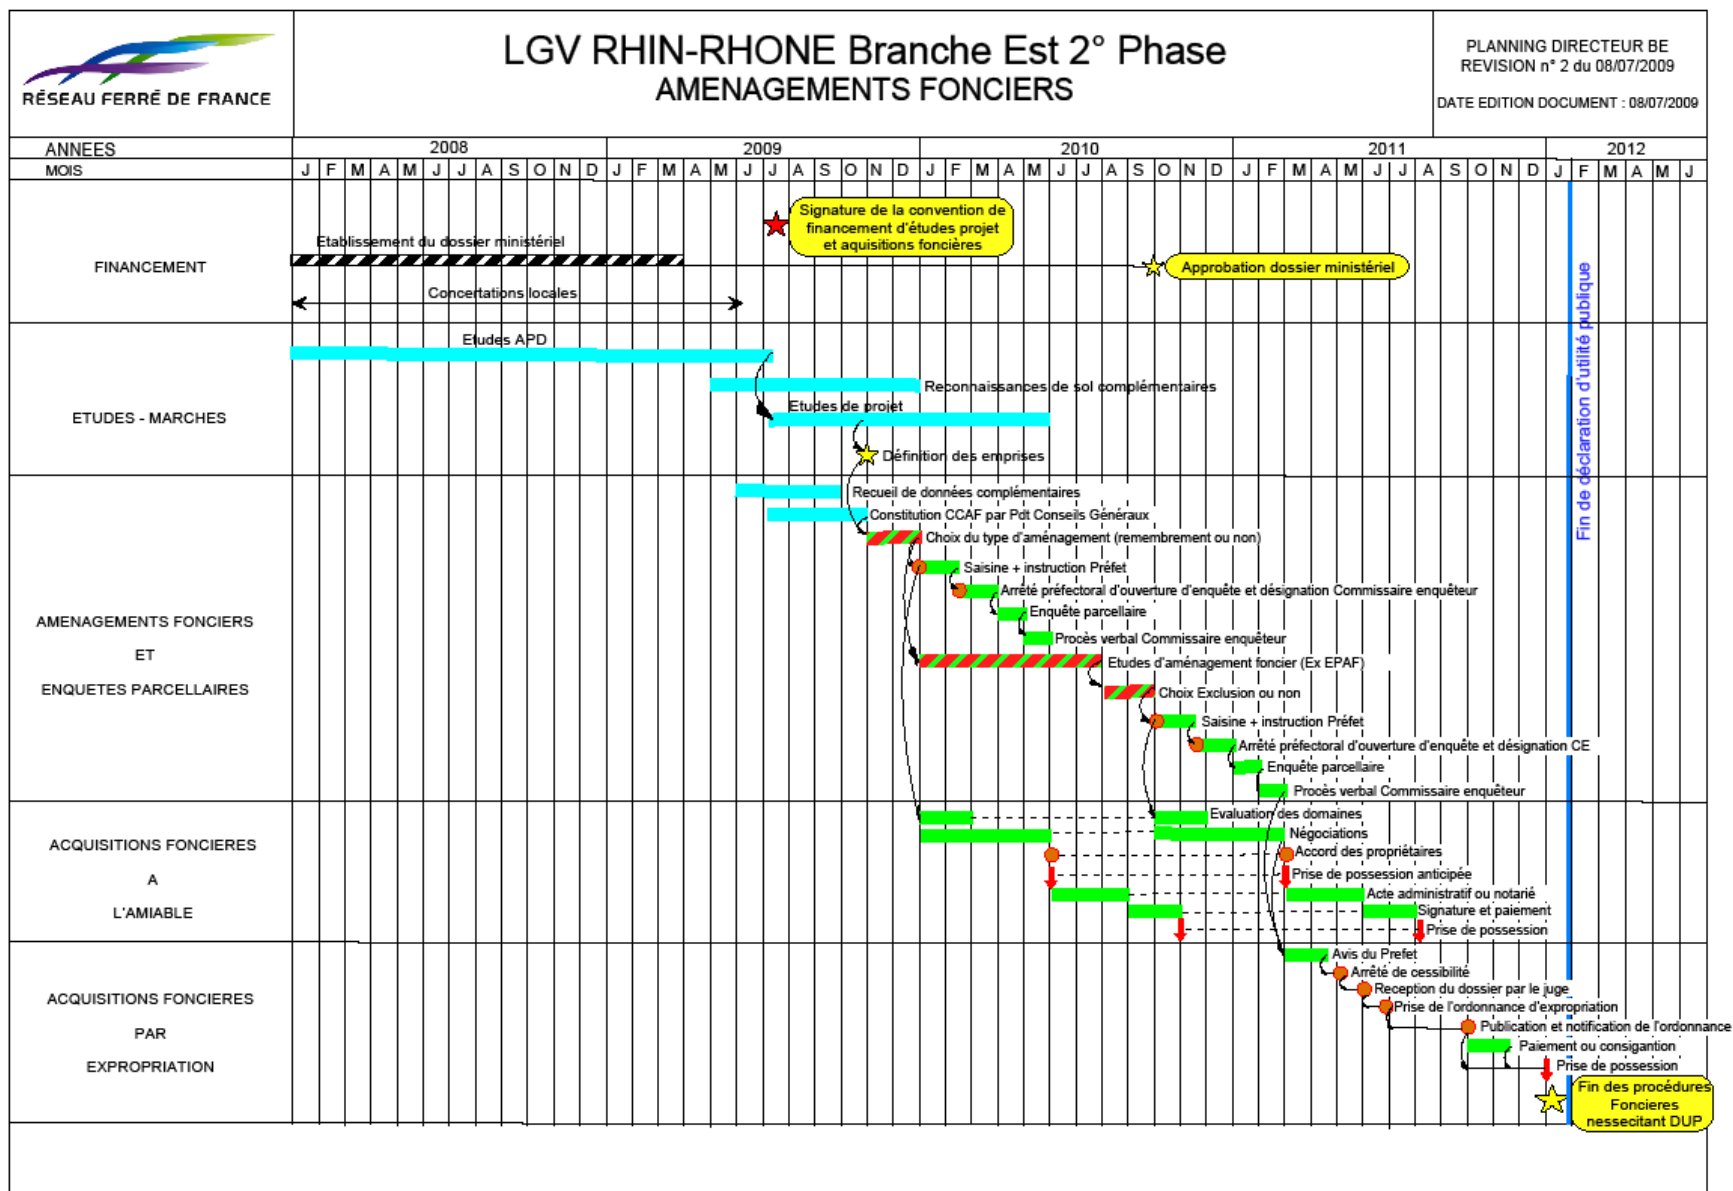 RÉSEAU FERRÉ DE FRANCE
LGV RHIN-RHONE Branche Est 2° Phase
AMENAGEMENTS FONCIERS
PLANNING DIRECTEUR BE
REVISION n° 2 du 08/07/2009
DATE EDITION DOCUMENT : 08/07/2009
ANNEES 2008 2009 2010 2011 2012
MOIS J F M A M J J A S O N D J F M A M J J A S O N D J F M A M J J A S O N D J F M A M J J A S O N D J F M A M J
FINANCEMENT
Signature de la convention de
financement d'études projet
et aquisitions foncières
Etablissement du dossier ministériel
Approbation dossier ministériel
Concertations locales
Fin de déclaration d'utilité publique
ETUDES - MARCHES
Etudes APD
Reconnaissances de sol complémentaires
Etudes de projet
Définition des emprises
AMENAGEMENTS FONCIERS
ET
ENQUETES PARCELLAIRES
Recueil de données complémentaires
Constitution CCAF par Pdt Conseils Généraux
Choix du type d'aménagement (remembrement ou non)
Saisine + instruction Préfet
Arrêté préfectoral d'ouverture d'enquête et désignation Commissaire enquêteur
Enquête parcellaire
Procès verbal Commissaire enquêteur
Etudes d'aménagement foncier (Ex EPAF)
Choix Exclusion ou non
Saisine + instruction Préfet
Arrêté préfectoral d'ouverture d'enquête et désignation CE
Enquête parcellaire
Procès verbal Commissaire enquêteur
ACQUISITIONS FONCIERES
A
L'AMIABLE
Evaluation des domaines
Négociations
Accord des propriétaires
Prise de possession anticipée
Acte administratif ou notarié
Signature et paiement
Prise de possession
ACQUISITIONS FONCIERES
PAR
EXPROPRIATION
Avis du Prefet
Arrêté de cessibilité
Reception du dossier par le juge
Prise de l'ordonnance d'expropriation
Publication et notification de l'ordonnance
Paiement ou consigantion
Prise de possession
Fin des procédures
Foncieres
nessecitant DUP